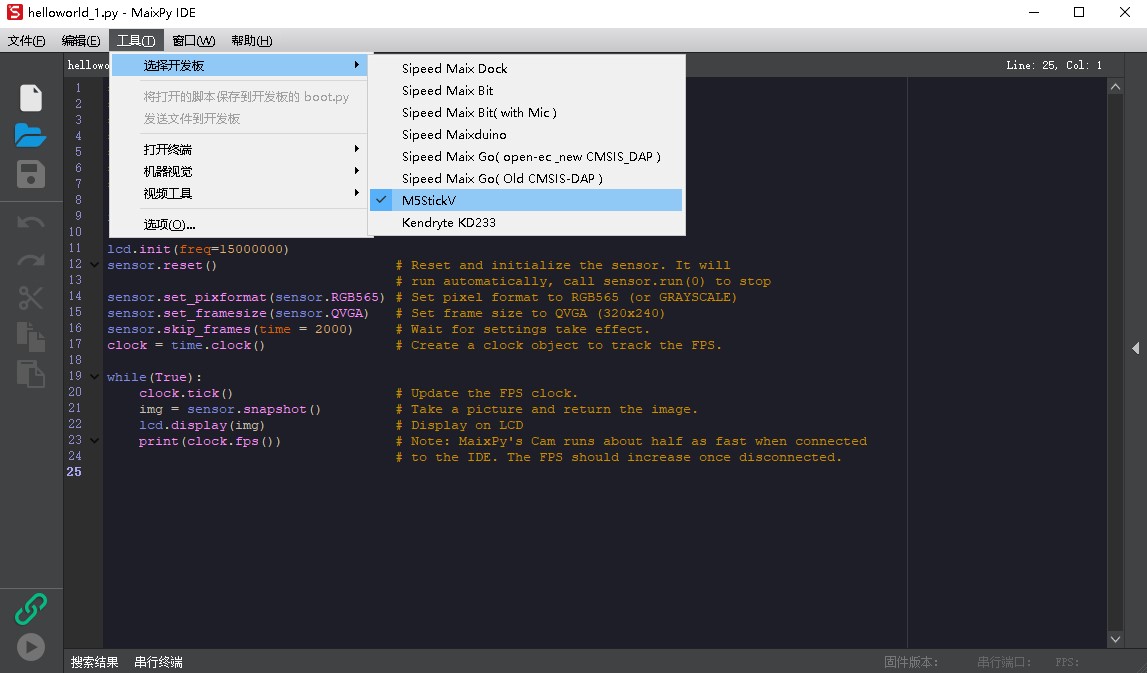 helloworld_1.py - MaixPy IDE
文件(F) 编辑(E) 工具(T) 窗口(W) 帮助(H)
hellowo
Line: 25, Col: 1
选择开发板
将打开的脚本保存到开发板的 boot.py
发送文件到开发板
打开终端
机器视觉
视频工具
选项(O)...
Sipeed Maix Dock
Sipeed Maix Bit
Sipeed Maix Bit( with Mic )
Sipeed Maixduino
Sipeed Maix Go( open-ec _new CMSIS_DAP )
Sipeed Maix Go( Old CMSIS-DAP )
M5StickV
Kendryte KD233
1
2
3
4
5
6
7
8
9
10
11 lcd.init(freq=15000000)
12 sensor.reset() # Reset and initialize the sensor. It will
13 # run automatically, call sensor.run(0) to stop
14 sensor.set_pixformat(sensor.RGB565) # Set pixel format to RGB565 (or GRAYSCALE)
15 sensor.set_framesize(sensor.QVGA) # Set frame size to QVGA (320x240)
16 sensor.skip_frames(time = 2000) # Wait for settings take effect.
17 clock = time.clock() # Create a clock object to track the FPS.
18
19 while(True):
20 clock.tick() # Update the FPS clock.
21 img = sensor.snapshot() # Take a picture and return the image.
22 lcd.display(img) # Display on LCD
23 print(clock.fps()) # Note: MaixPy's Cam runs about half as fast when connected
24 # to the IDE. The FPS should increase once disconnected.
25
搜索结果 串行终端 固件版本: 串行端口: FPS: